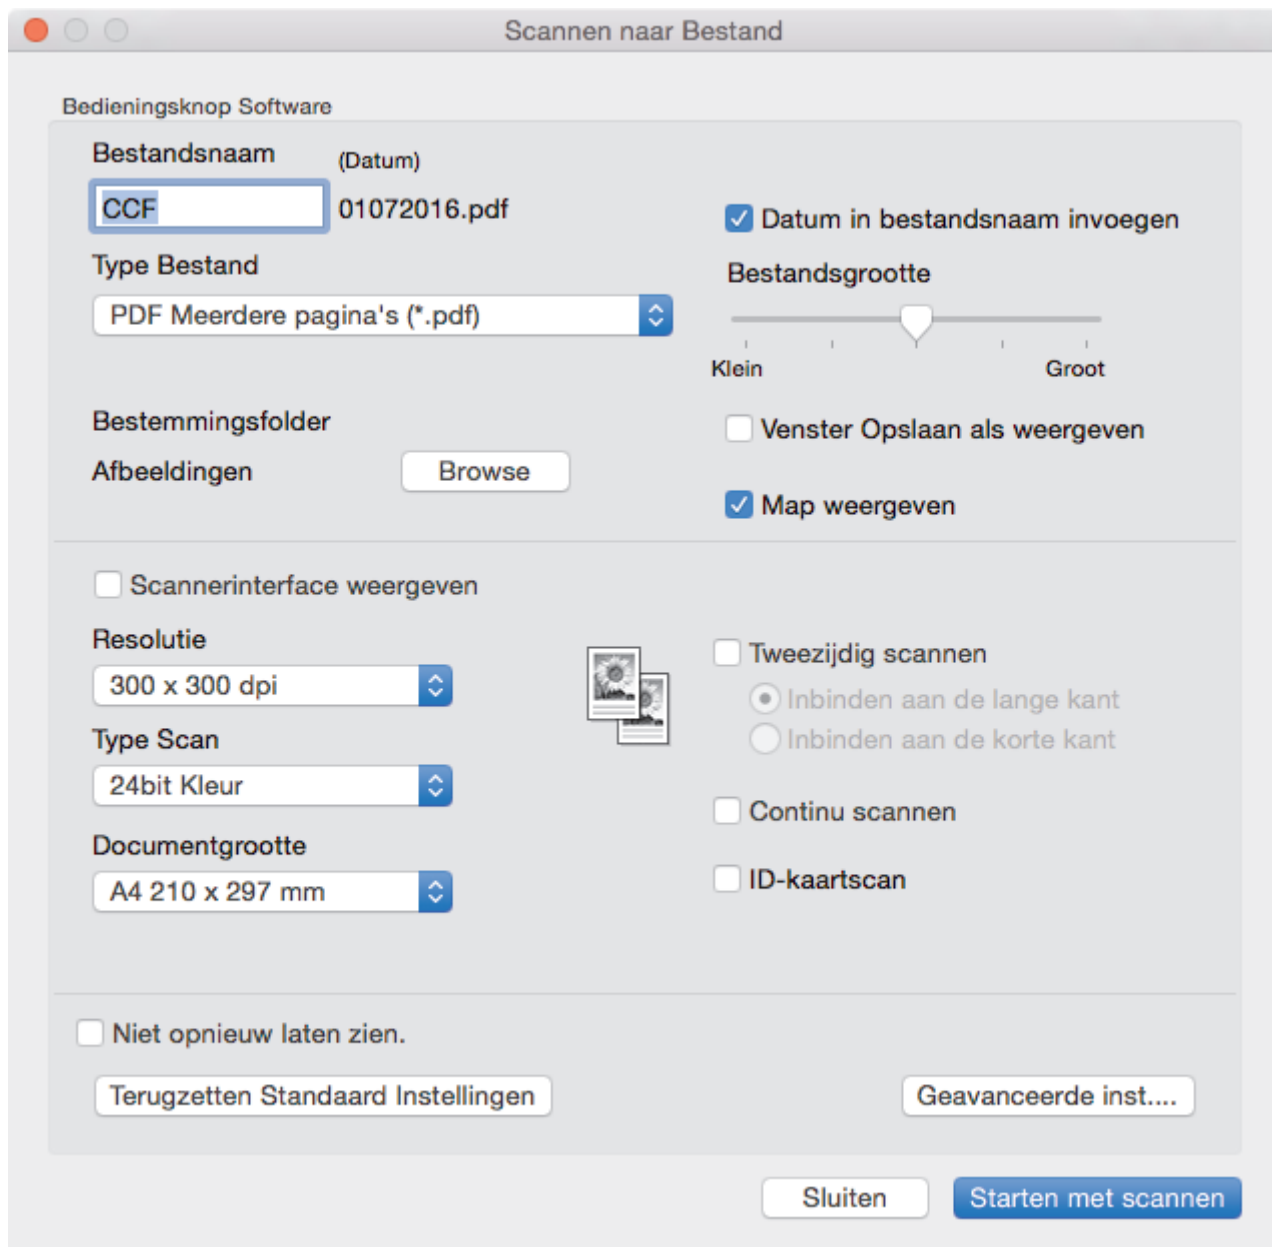 Scannen naar Bestand
Bedieningsknop Software
Bestandsnaam (Datum)
CCF 01072016.pdf
Datum in bestandsnaam invoegen
Type Bestand
Bestandsgrootte
PDF Meerdere pagina's (*.pdf)
Klein Groot
Bestemmingsfolder
Venster Opslaan als weergeven
Afbeeldingen Browse
Map weergeven
Scannerinterface weergeven
Resolutie
Tweezijdig scannen
300 x 300 dpi
Inbinden aan de lange kant
Type Scan
Inbinden aan de korte kant
24bit Kleur
Continu scannen
Documentgrootte
A4 210 x 297 mm
ID-kaartscan
Niet opnieuw laten zien.
Terugzetten Standaard Instellingen Geavanceerde inst....
Sluiten Starten met scannen